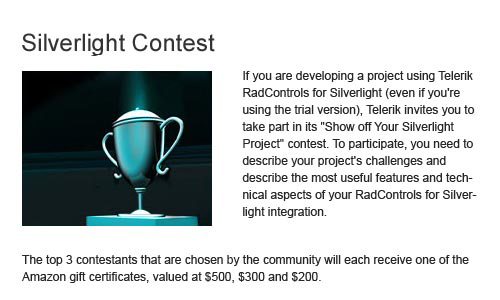 Silverlight Contest
If you are developing a project using Telerik
RadControls for Silverlight (even if you're
using the trial version), Telerik invites you to
take part in its "Show off Your Silverlight
Project" contest. To participate, you need to
describe your project's challenges and
describe the most useful features and tech-
nical aspects of your RadControls for Silver-
light integration.
The top 3 contestants that are chosen by the community will each receive one of the
Amazon gift certificates, valued at $500, $300 and $200.